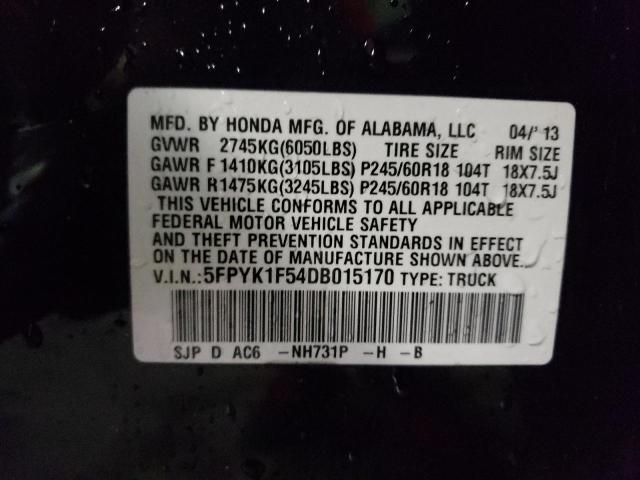 MFD. BY HONDA MFG. OF ALABAMA, LLC 04/' 13
GVWR 2745KG(6050LBS) TIRE SIZE RIM SIZE
GAWR F 1410KG(3105LBS) P245/60R18 104T 18X7.5J
GAWR R1475KG(3245LBS) P245/60R18 104T 18X7.5J
THIS VEHICLE CONFORMS TO ALL APPLICABLE
FEDERAL MOTOR VEHICLE SAFETY
AND THEFT PREVENTION STANDARDS IN EFFECT
ON THE DATE OF MANUFACTURE SHOWN ABOVE.
V.I.N.: 5FPYK1F54DB015170 TYPE: TRUCK
SJP D AC6 -NH731P -H -B